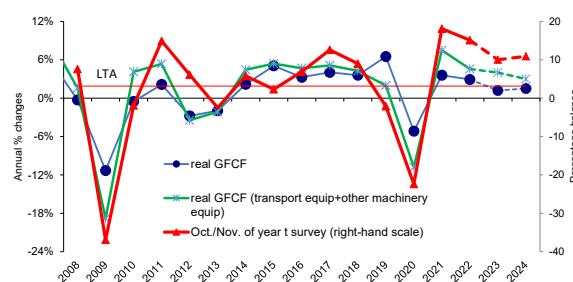 12%
6%
0%
-6%
-12%
-18%
-24%
Annual % changes
LTA
real GFCF
real GFCF (transport equip+other machinery
equip)
Oct./Nov. of year t survey (right-hand scale)
20
10
0
10
20
-30
-40
2008 2009 2010 2011 2012 2013 2014 2015 2016 2017 2018 2019 2020 2021 2022 2023 2024